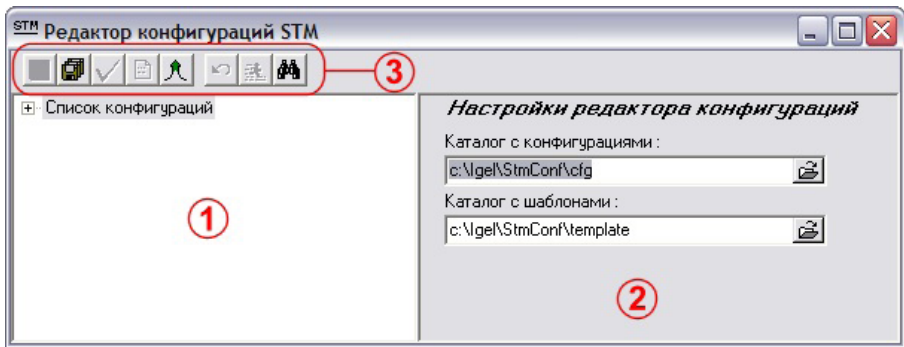 STM Редактор конфигураций STM
3
Список конфигураций
1
Настройки редактора конфигураций
Каталог с конфигурациями :
c:\Igel\StmConf\cfg
Каталог с шаблонами :
c:\Igel\StmConf\template
2